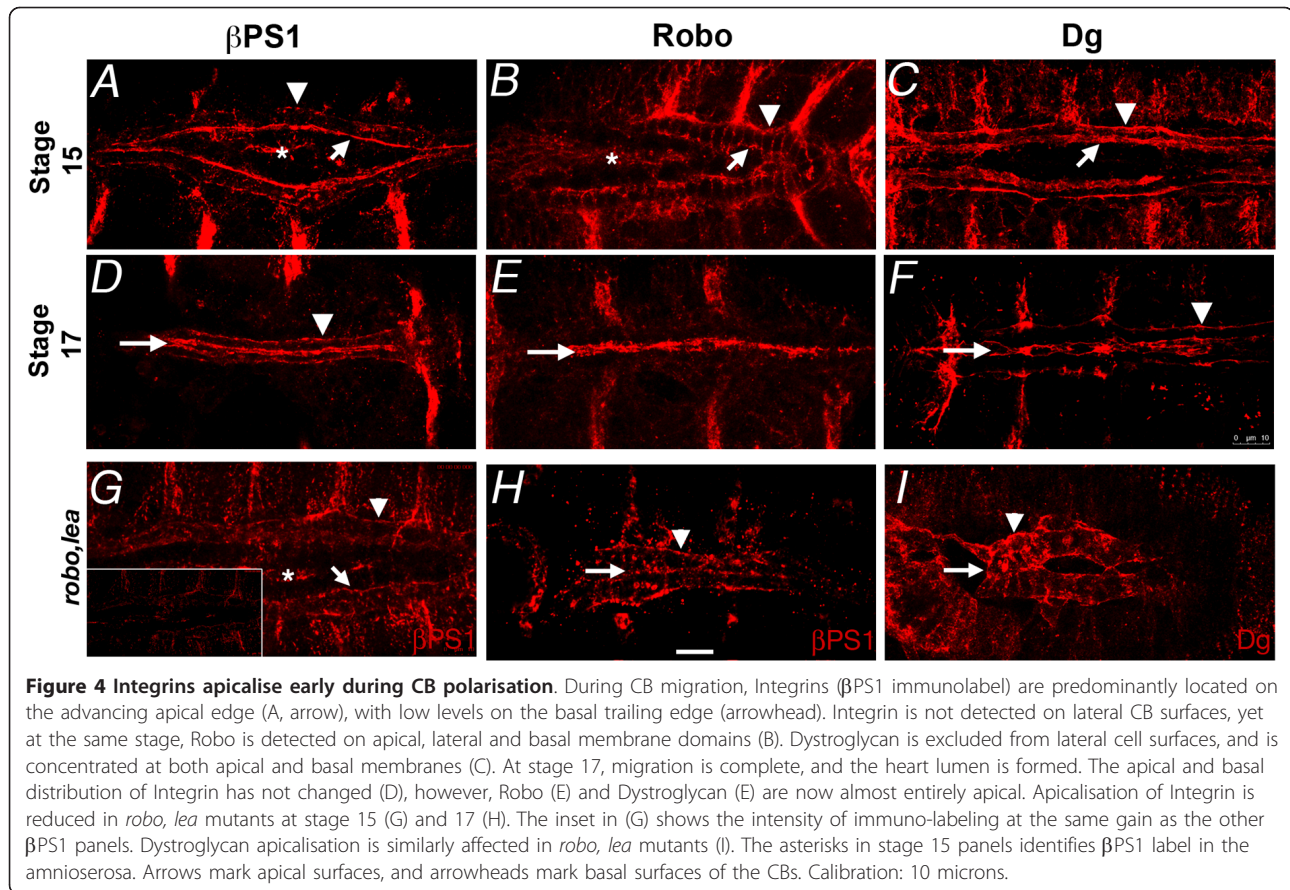 βPS1
Robo
Dg
Stage
15
A
*
B
*
C
Stage
17
D
E
F
0 µm 10
robo,lea
G
*
βPS1
H
βPS1
I
Dg
Figure 4 Integrins apicalise early during CB polarisation. During CB migration, Integrins (βPS1 immunolabel) are predominantly located on
the advancing apical edge (A, arrow), with low levels on the basal trailing edge (arrowhead). Integrin is not detected on lateral CB surfaces, yet
at the same stage, Robo is detected on apical, lateral and basal membrane domains (B). Dystroglycan is excluded from lateral cell surfaces, and is
concentrated at both apical and basal membranes (C). At stage 17, migration is complete, and the heart lumen is formed. The apical and basal
distribution of Integrin has not changed (D), however, Robo (E) and Dystroglycan (E) are now almost entirely apical. Apicalisation of Integrin is
reduced in robo, lea mutants at stage 15 (G) and 17 (H). The inset in (G) shows the intensity of immuno-labeling at the same gain as the other
βPS1 panels. Dystroglycan apicalisation is similarly affected in robo, lea mutants (I). The asterisks in stage 15 panels identifies βPS1 label in the
amnioserosa. Arrows mark apical surfaces, and arrowheads mark basal surfaces of the CBs. Calibration: 10 microns.